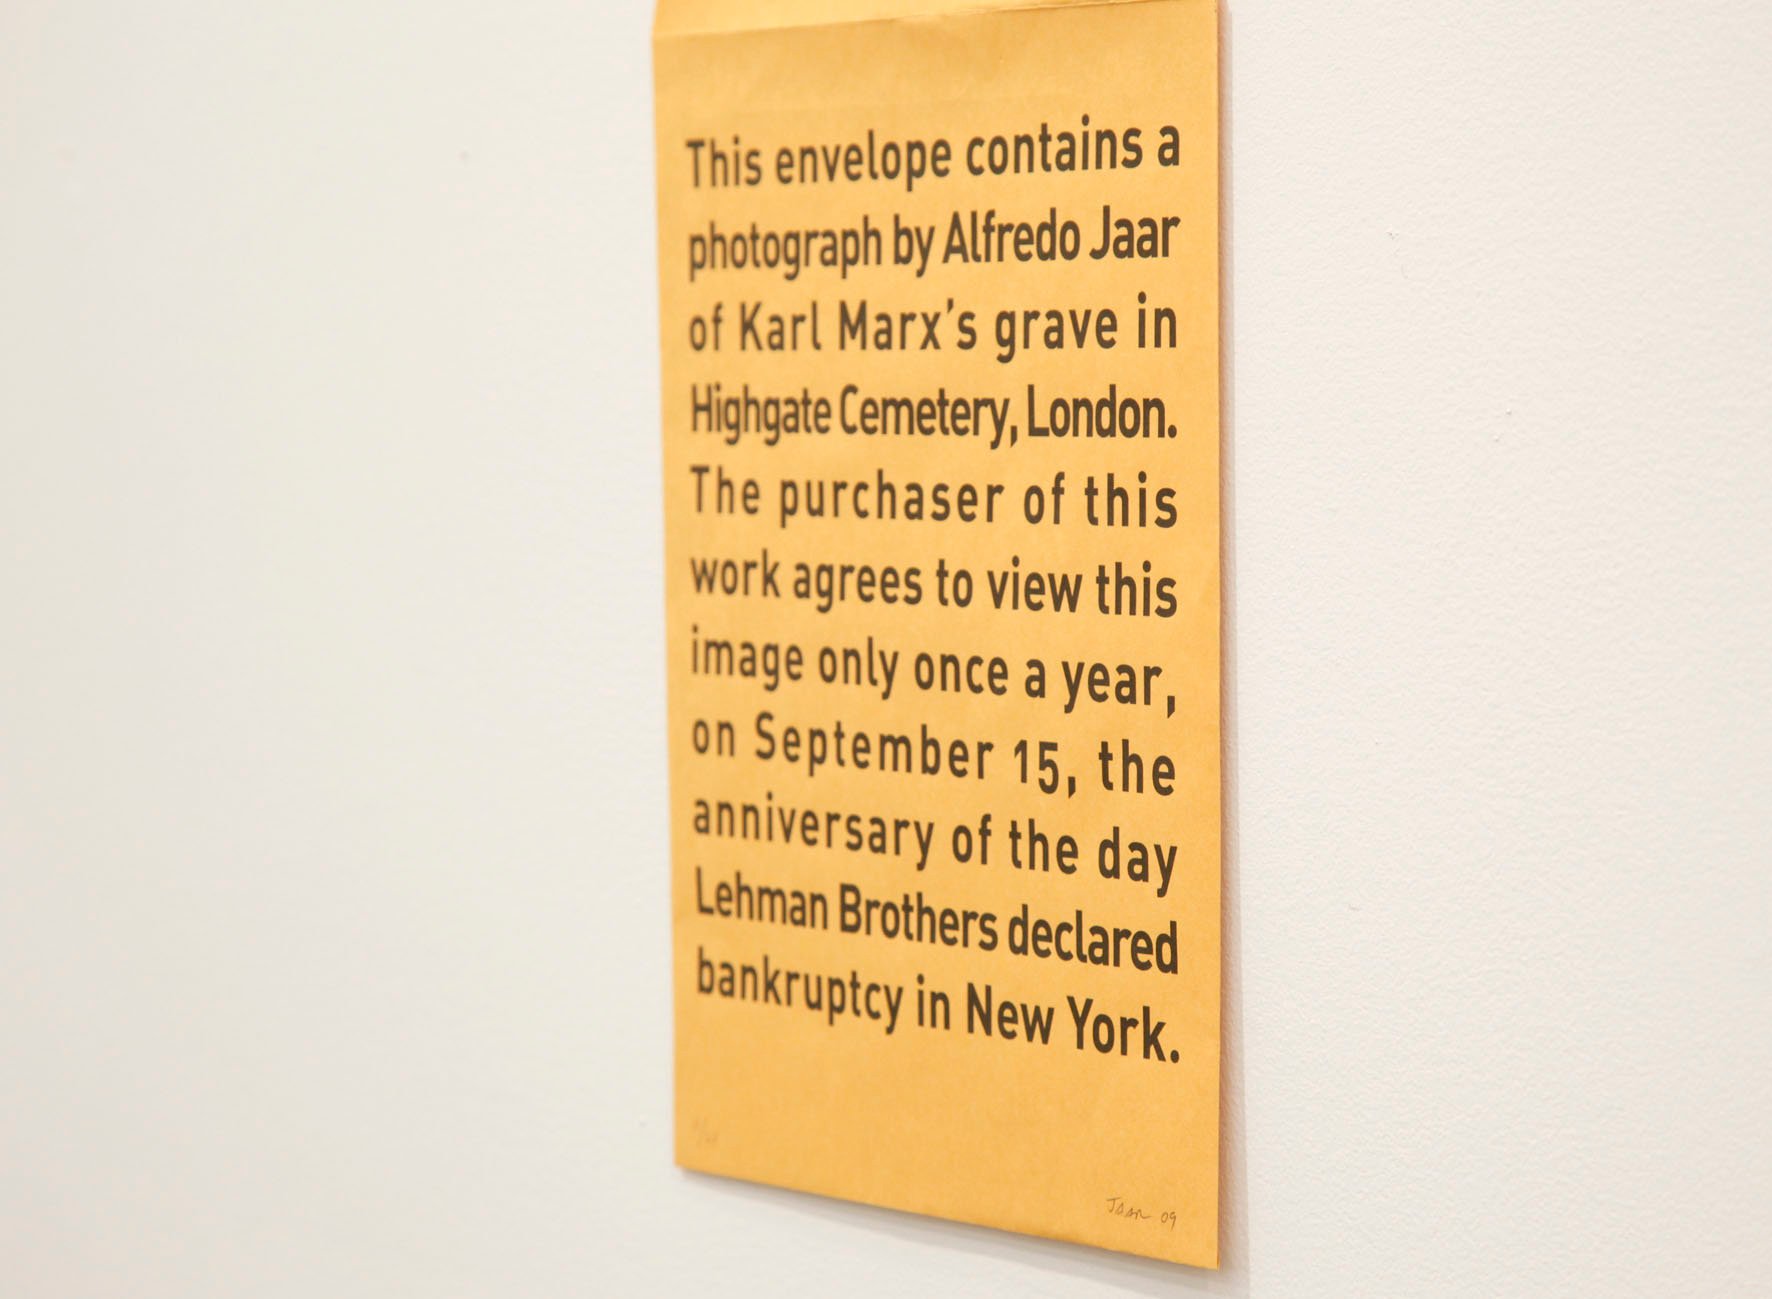 This envelope contains a
photograph by Alfredo Jaar
of Karl Marx's grave in
Highgate Cemetery, London.
The purchaser of this
work agrees to view this
image only once a year,
on September 15, the
anniversary of the day
Lehman Brothers declared
bankruptcy in New York.
Jaar 09